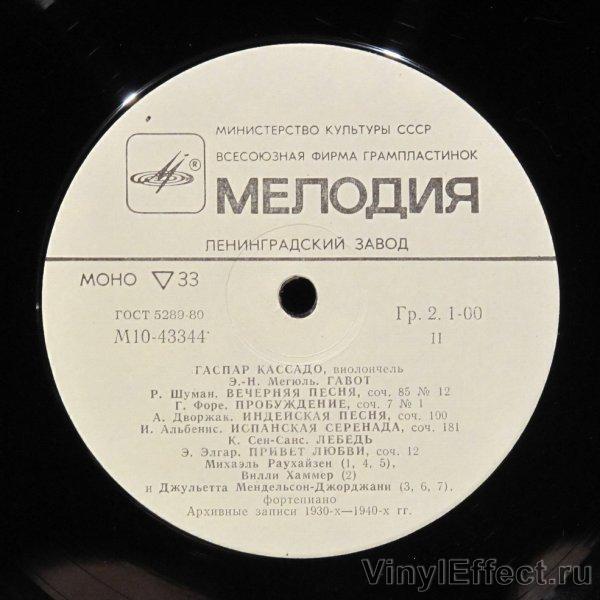 МИНИСТЕРСТВО КУЛЬТУРЫ СССР
ВСЕСОЮЗНАЯ ФИРМА ГРАМПЛАСТИНОК
®
МЕЛОДИЯ
ЛЕНИНГРАДСКИЙ ЗАВОД
МОНО ▽ 33
ГОСТ 5289-80
Гр. 2. 1-00
М10-43344
II
ГАСПАР КАССАДО, виолончель
Э.-Н. Мегюль. ГАВОТ
Р. Шуман. ВЕЧЕРНЯЯ ПЕСНЯ, соч. 85 № 12
Г. Форе. ПРОБУЖДЕНИЕ, соч. 7 № 1
А. Дворжак. ИНДЕЙСКАЯ ПЕСНЯ, соч. 100
И. Альбенис. ИСПАНСКАЯ СЕРЕНАДА, соч. 181
К. Сен-Санс. ЛЕБЕДЬ
Э. Элгар. ПРИВЕТ ЛЮБВИ, соч. 12
Михаэль Раухайзен (1, 4, 5),
Вилли Хаммер (2)
и Джульетта Мендельсон-Джорджани (3, 6, 7),
фортепиано
Архивные записи 1930-х—1940-х гг.
VinylEffect.ru